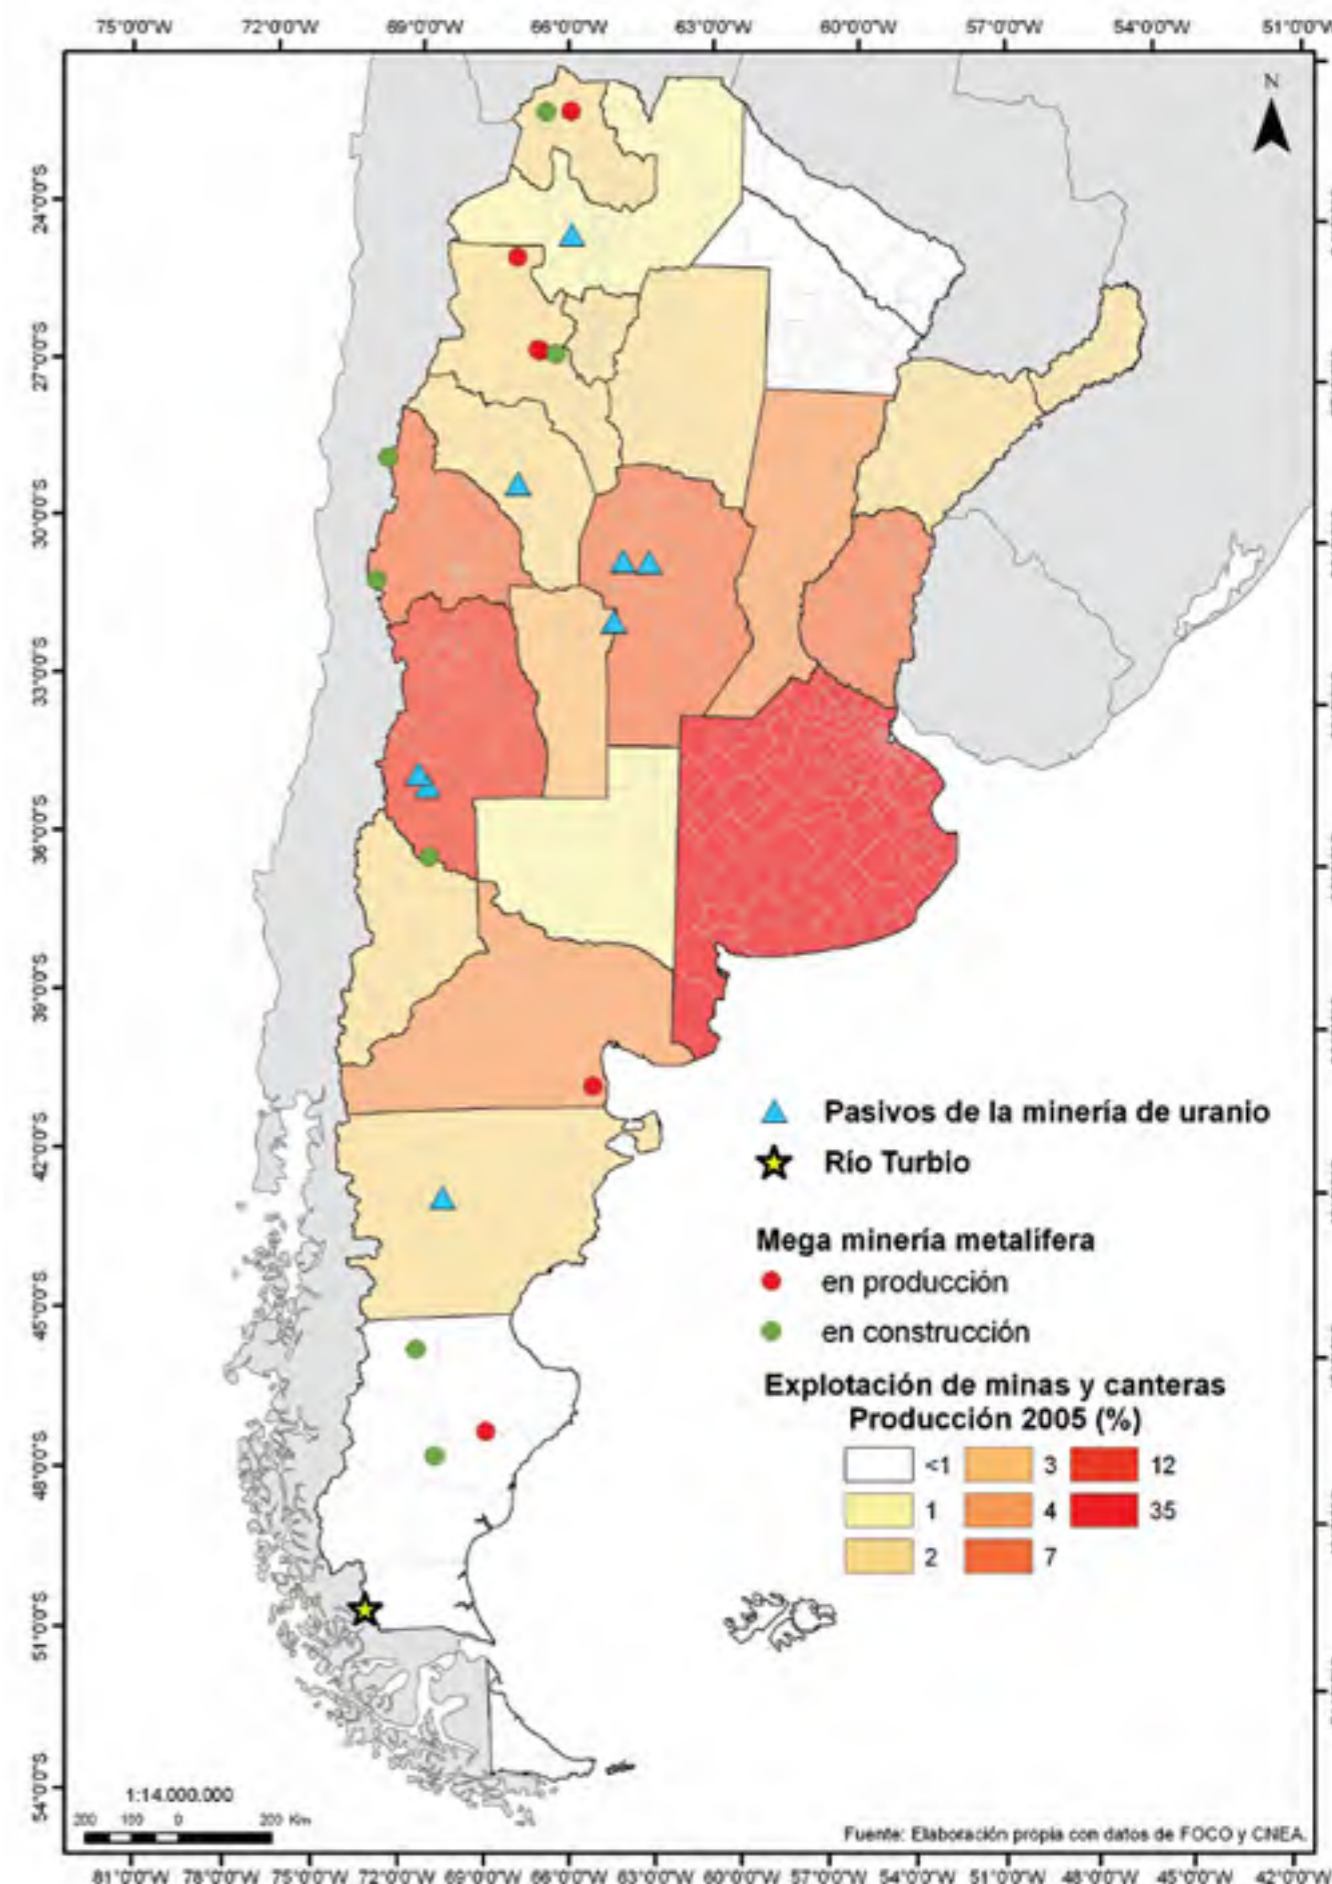 75°0'0"W 72°0'0"W 69°0'0"W 66°0'0"W 63°0'0"W 60°0'0"W 57°0'0"W 54°0'0"W 51°0'0"W
N
24°0'0"S
27°0'0"S
30°0'0"S
33°0'0"S
36°0'0"S
39°0'0"S
42°0'0"S
45°0'0"S
48°0'0"S
51°0'0"S
54°0'0"S
Pasivos de la minería de uranio
Río Turbio
Mega minería metalífera
en producción
en construcción
Explotación de minas y canteras
Producción 2005 (%)
<1 3 12
1 4 35
2 7
1:14.000.000
200 100 0 200 Km
Fuente: Elaboración propia con datos de FOCO y CNEA.
81°0'0"W 78°0'0"W 75°0'0"W 72°0'0"W 69°0'0"W 66°0'0"W 63°0'0"W 60°0'0"W 57°0'0"W 54°0'0"W 51°0'0"W 48°0'0"W 45°0'0"W 42°0'0"W